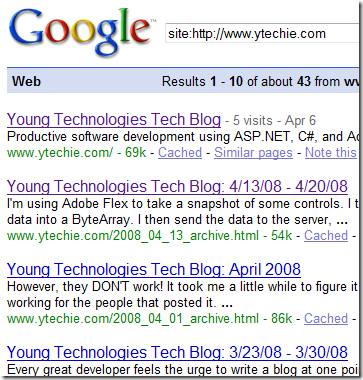 Google™
site:http://www.ytechie.com
Web Results 1 - 10 of about 43 from
Young Technologies Tech Blog - 5 visits - Apr 6
Productive software development using ASP.NET, C#, and
www.ytechie.com/ - 69k - Cached - Similar pages - Note this
Young Technologies Tech Blog: 4/13/08 - 4/20/08
I'm using Adobe Flex to take a snapshot of some controls. I
data into a ByteArray. I then send the data to the server, ...
www.ytechie.com/2008_04_13_archive.html - 54k - Cached -
Young Technologies Tech Blog: April 2008
However, they DON'T work! It took me a little while to figure it
working for the people that posted it. ...
www.ytechie.com/2008_04_01_archive.html - 86k - Cached -
Young Technologies Tech Blog: 3/23/08 - 3/30/08
Every great developer feels the urge to write a blog at one